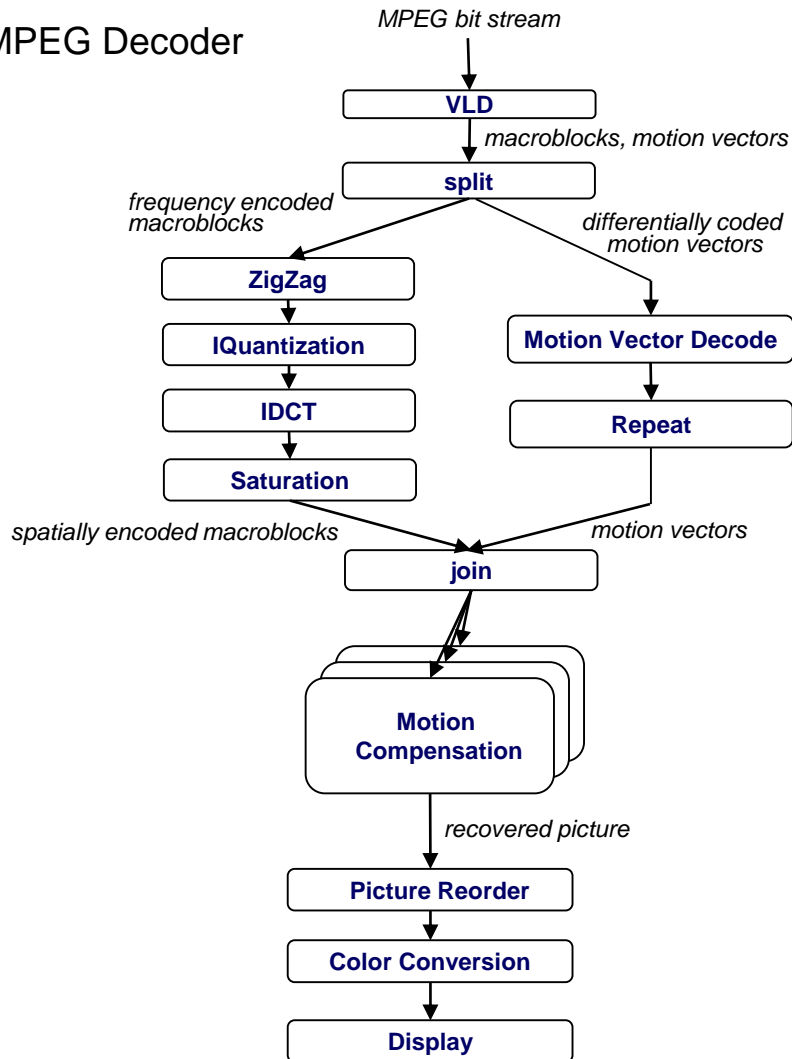 MPEG Decoder
MPEG bit stream
VLD
macroblocks, motion vectors
split
frequency encoded
macroblocks
differentially coded
motion vectors
ZigZag
IQuantization
IDCT
Saturation
Motion Vector Decode
Repeat
spatially encoded macroblocks
motion vectors
join
Motion
Compensation
recovered picture
Picture Reorder
Color Conversion
Display